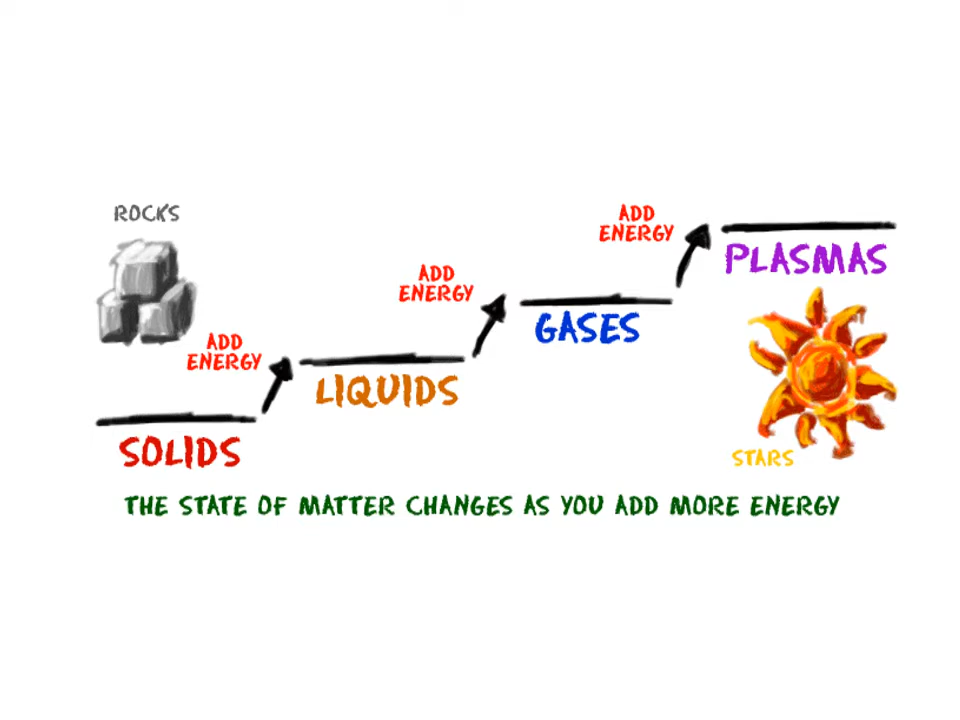 ROCKS
ADD
ENERGY
SOLIDS
ADD
ENERGY
LIQUIDS
ADD
ENERGY
GASES
PLASMAS
STARS
THE STATE OF MATTER CHANGES AS YOU ADD MORE ENERGY